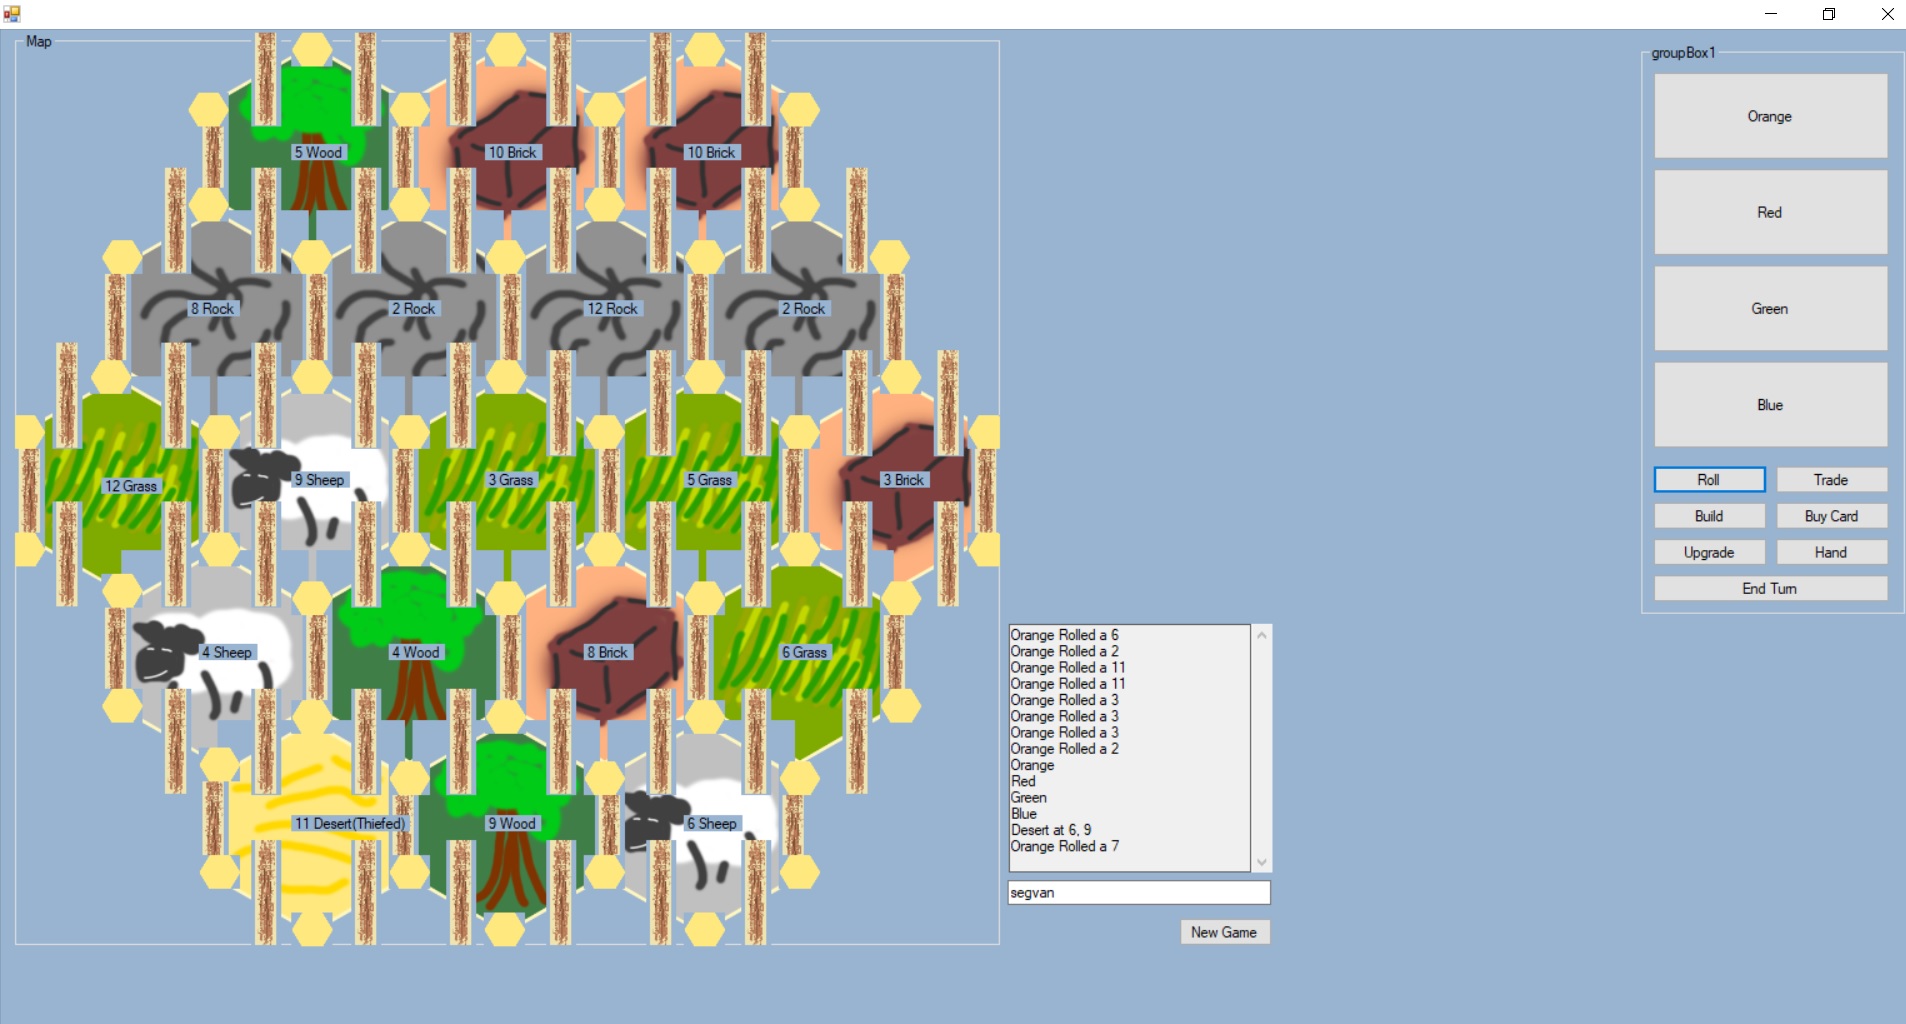 Map
5 Wood
10 Brick
10 Brick
8 Rock
2 Rock
12 Rock
2 Rock
12 Grass
9 Sheep
3 Grass
5 Grass
3 Brick
4 Sheep
4 Wood
8 Brick
6 Grass
11 Desert(Thiefed)
9 Wood
6 Sheep
Orange Rolled a 6
Orange Rolled a 2
Orange Rolled a 11
Orange Rolled a 11
Orange Rolled a 3
Orange Rolled a 3
Orange Rolled a 3
Orange Rolled a 2
Orange
Red
Green
Blue
Desert at 6, 9
Orange Rolled a 7
segvan
New Game
groupBox1
Orange
Red
Green
Blue
Roll
Trade
Build
Buy Card
Upgrade
Hand
End Turn